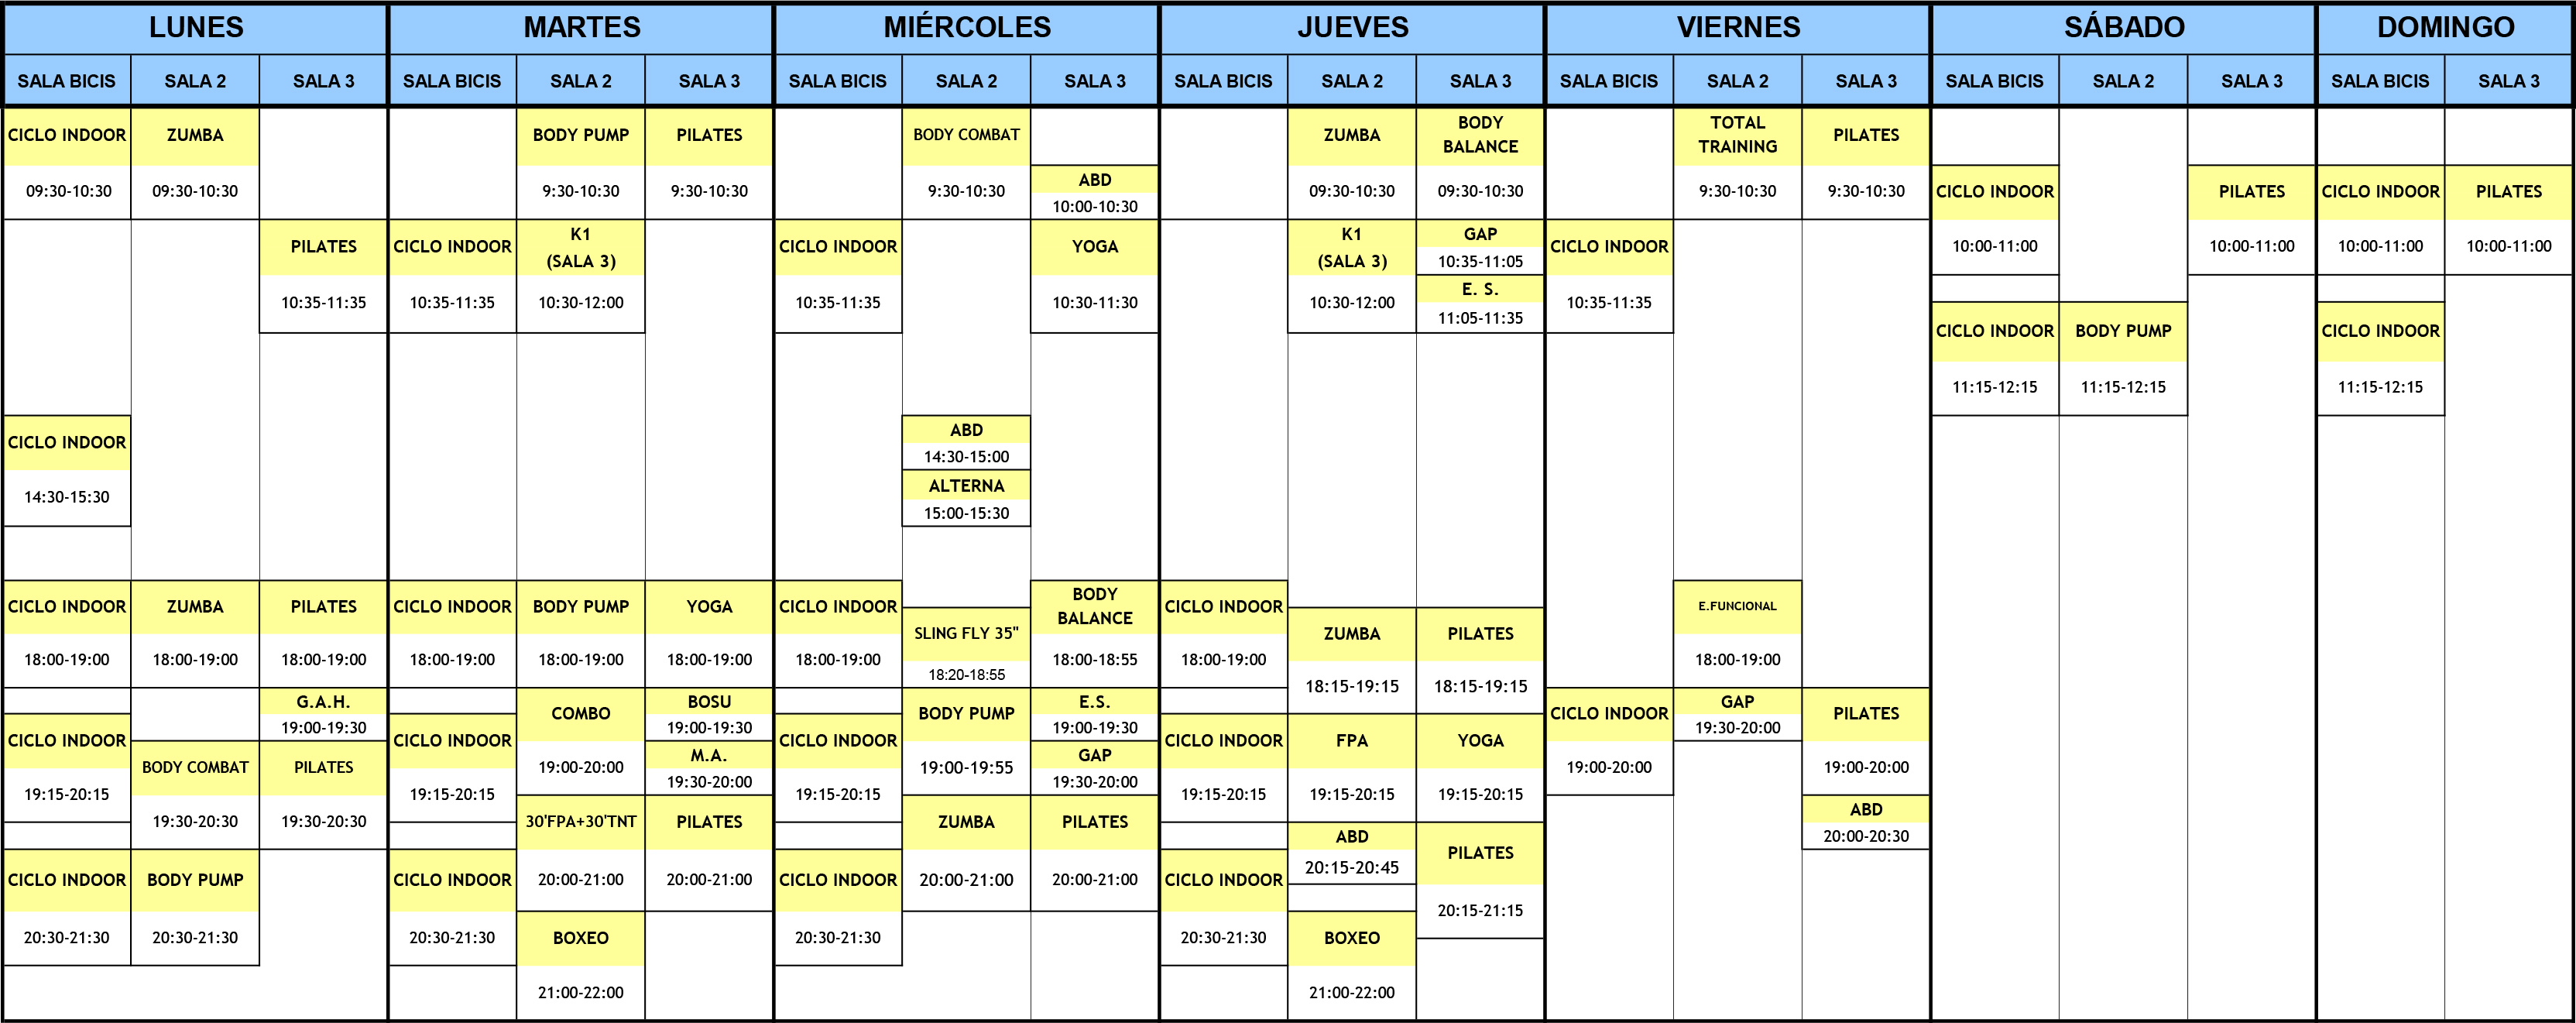 LUNES
MARTES
MIÉRCOLES
JUEVES
VIERNES
SÁBADO
DOMINGO
SALA BICIS
SALA 2
SALA 3
SALA BICIS
SALA 2
SALA 3
SALA BICIS
SALA 2
SALA 3
SALA BICIS
SALA 2
SALA 3
SALA BICIS
SALA 2
SALA 3
SALA BICIS
SALA 2
SALA 3
SALA BICIS
SALA 3
CICLO INDOOR
09:30-10:30
CICLO INDOOR
14:30-15:30
CICLO INDOOR
18:00-19:00
CICLO INDOOR
19:15-20:15
CICLO INDOOR
20:30-21:30
ZUMBA
09:30-10:30
ZUMBA
18:00-19:00
BODY COMBAT
19:30-20:30
BODY PUMP
20:30-21:30
PILATES
10:35-11:35
PILATES
18:00-19:00
G.A.H.
19:00-19:30
PILATES
19:30-20:30
CICLO INDOOR
10:35-11:35
CICLO INDOOR
18:00-19:00
CICLO INDOOR
19:15-20:15
CICLO INDOOR
20:30-21:30
BODY PUMP
9:30-10:30
K1
(SALA 3)
10:30-12:00
BODY PUMP
18:00-19:00
COMBO
19:00-20:00
30'FPA+30'TNT
20:00-21:00
BOXEO
21:00-22:00
PILATES
9:30-10:30
YOGA
18:00-19:00
BOSU
19:00-19:30
M.A.
19:30-20:00
PILATES
20:00-21:00
CICLO INDOOR
10:35-11:35
CICLO INDOOR
18:00-19:00
CICLO INDOOR
19:15-20:15
CICLO INDOOR
20:30-21:30
BODY COMBAT
9:30-10:30
ABD
14:30-15:00
ALTERNA
15:00-15:30
SLING FLY 35"
18:20-18:55
BODY PUMP
19:00-19:55
ZUMBA
20:00-21:00
ABD
10:00-10:30
YOGA
10:30-11:30
BODY
BALANCE
18:00-18:55
E.S.
19:00-19:30
GAP
19:30-20:00
PILATES
20:00-21:00
CICLO INDOOR
18:00-19:00
CICLO INDOOR
19:15-20:15
CICLO INDOOR
20:30-21:30
ZUMBA
09:30-10:30
K1
(SALA 3)
10:30-12:00
ZUMBA
18:15-19:15
FPA
19:15-20:15
ABD
20:15-20:45
BOXEO
21:00-22:00
BODY
BALANCE
09:30-10:30
GAP
10:35-11:05
E. S.
11:05-11:35
PILATES
18:15-19:15
YOGA
19:15-20:15
PILATES
20:15-21:15
CICLO INDOOR
10:35-11:35
CICLO INDOOR
19:00-20:00
TOTAL
TRAINING
9:30-10:30
E.FUNCIONAL
18:00-19:00
GAP
19:30-20:00
PILATES
9:30-10:30
PILATES
19:00-20:00
ABD
20:00-20:30
CICLO INDOOR
10:00-11:00
CICLO INDOOR
11:15-12:15
BODY PUMP
11:15-12:15
PILATES
10:00-11:00
CICLO INDOOR
10:00-11:00
CICLO INDOOR
11:15-12:15
PILATES
10:00-11:00